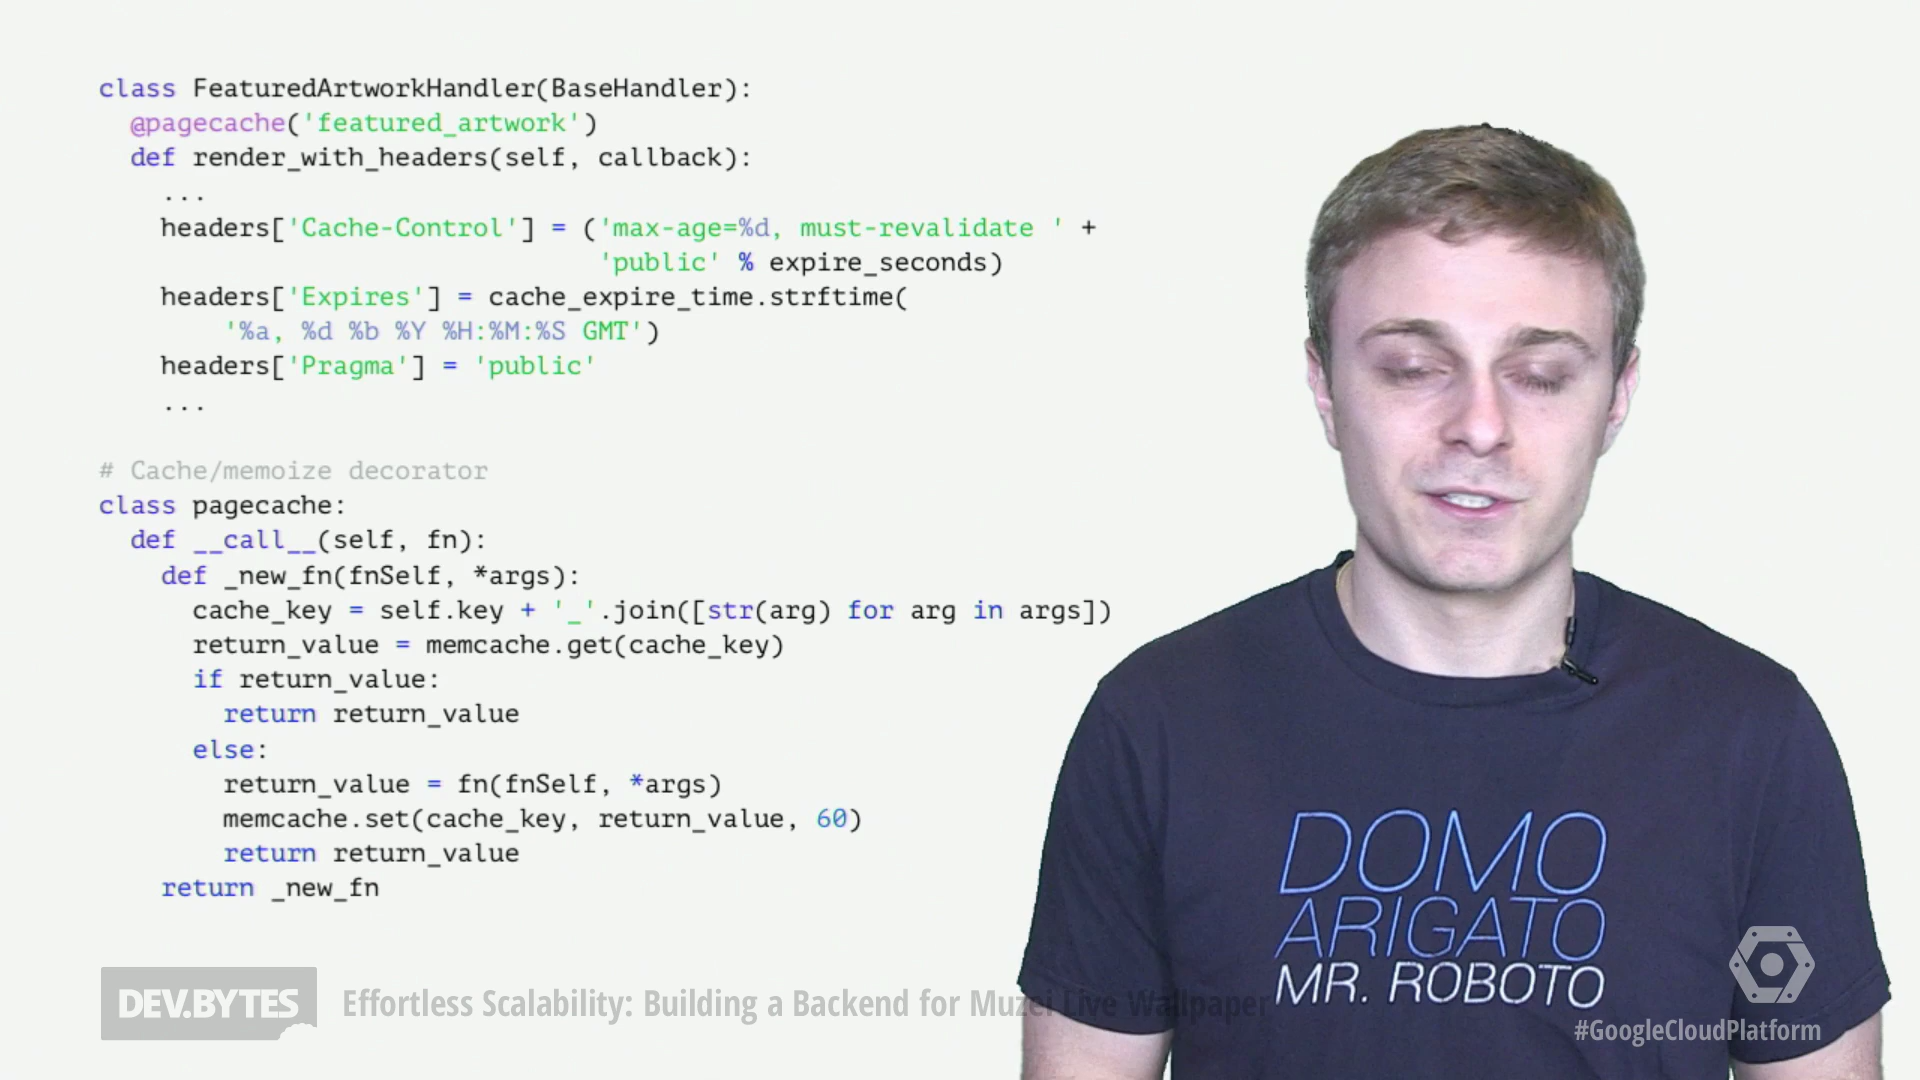 class FeaturedArtworkHandler(BaseHandler):
  @pagecache('featured_artwork')
  def render_with_headers(self, callback):
    ...
    headers['Cache-Control'] = ('max-age=%d, must-revalidate ' +
                                'public' % expire_seconds)
    headers['Expires'] = cache_expire_time.strftime(
        '%a, %d %b %Y %H:%M:%S GMT')
    headers['Pragma'] = 'public'
    ...
# Cache/memoize decorator
class pagecache:
  def __call__(self, fn):
    def _new_fn(fnSelf, *args):
      cache_key = self.key + '_'.join([str(arg) for arg in args])
      return_value = memcache.get(cache_key)
      if return_value:
        return return_value
      else:
        return_value = fn(fnSelf, *args)
        memcache.set(cache_key, return_value, 60)
        return return_value
    return _new_fn
DOMO
ARIGATO
MR. ROBOTO
DEV.BYTES
Effortless Scalability: Building a Backend for Muzei Live Wallpaper
#GoogleCloudPlatform